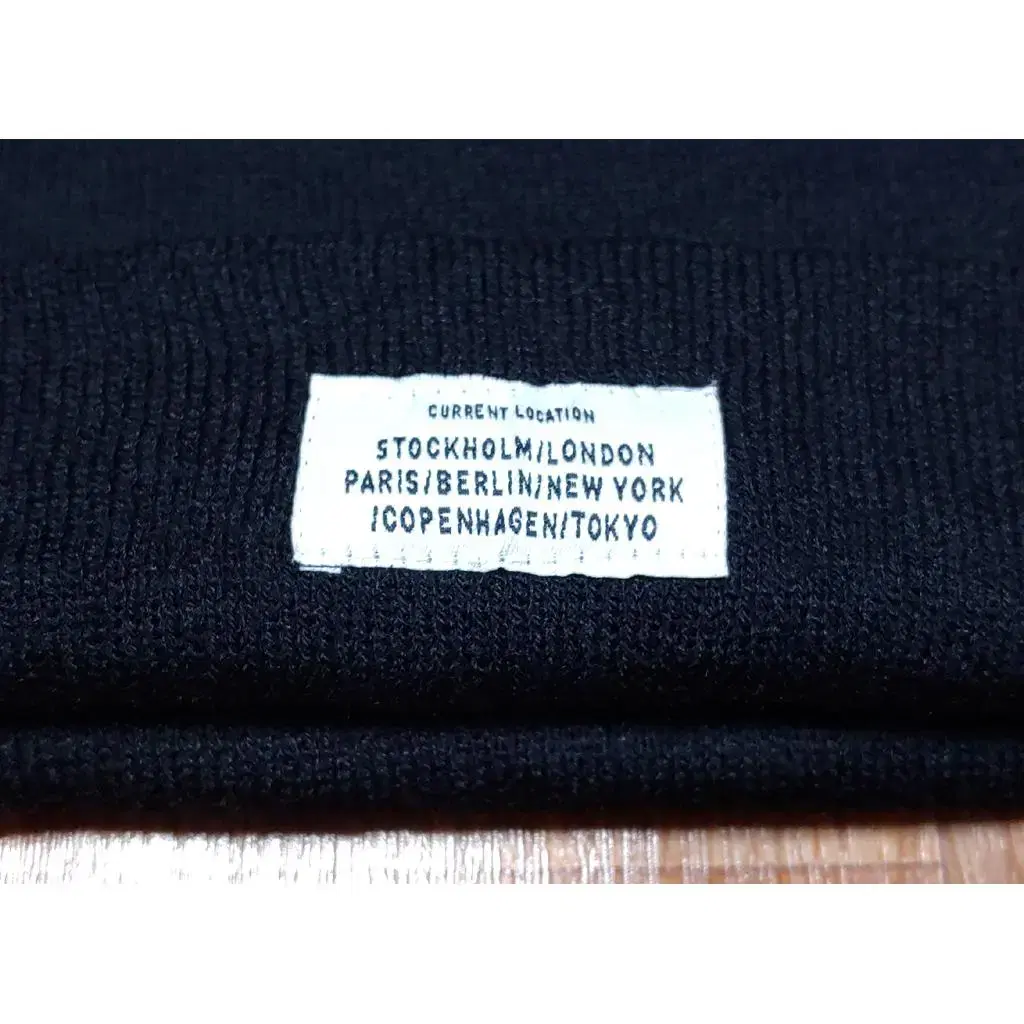 CURRENT LOCATION
STOCKHOLM/LONDON
PARIS/BERLIN/NEW YORK
/COPENHAGEN/TOKYO